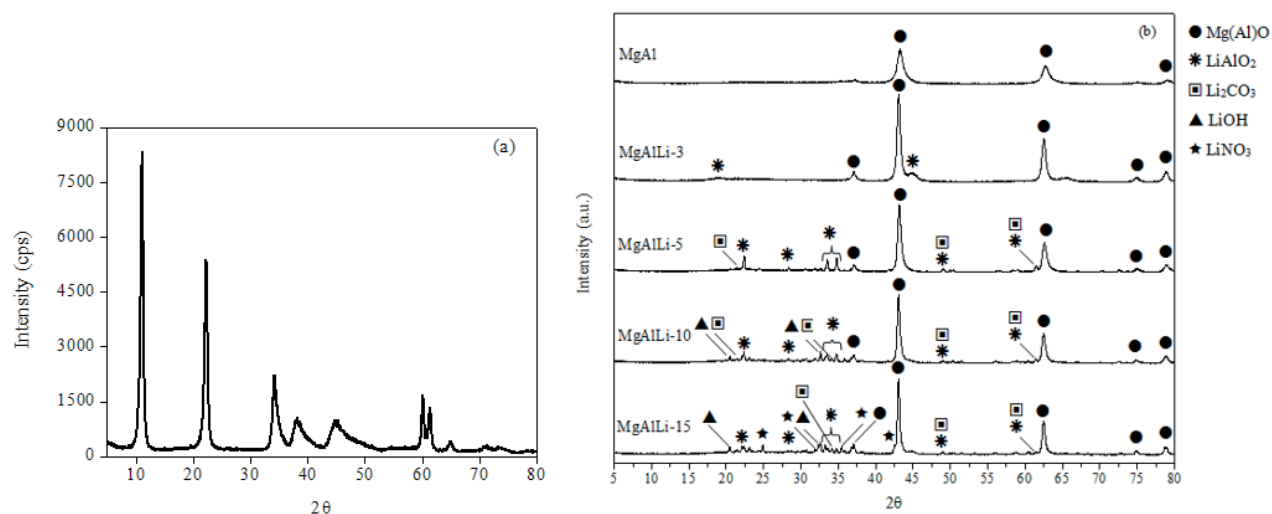 (a)
Intensity (cps)
9000
7500
6000
4500
3000
1500
0
10 20 30 40 50 60 70 80
2θ
(b)
Intensity (a.u.)
MgAl
MgAlLi-3
MgAlLi-5
MgAlLi-10
MgAlLi-15
5 10 15 20 25 30 35 40 45 50 55 60 65 70 75 80
2θ
Mg(Al)O
LiAlO₂
Li₂CO₃
LiOH
LiNO₃